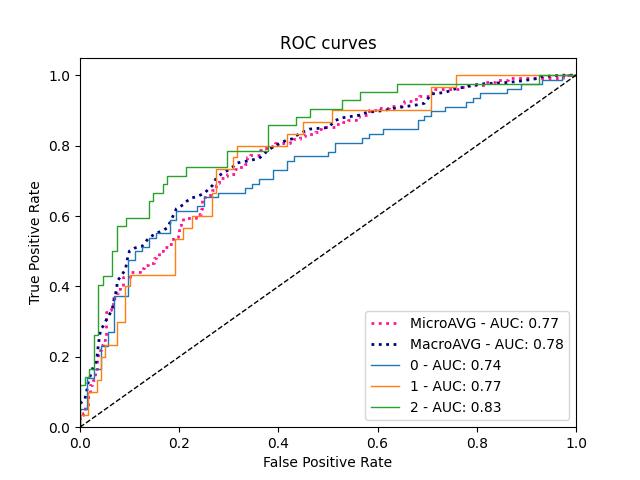 ROC curves
True Positive Rate
1.0
0.8
0.6
0.4
0.2
0.0
MicroAVG - AUC: 0.77
MacroAVG - AUC: 0.78
0 - AUC: 0.74
1 - AUC: 0.77
2 - AUC: 0.83
0.0 0.2 0.4 0.6 0.8 1.0
False Positive Rate